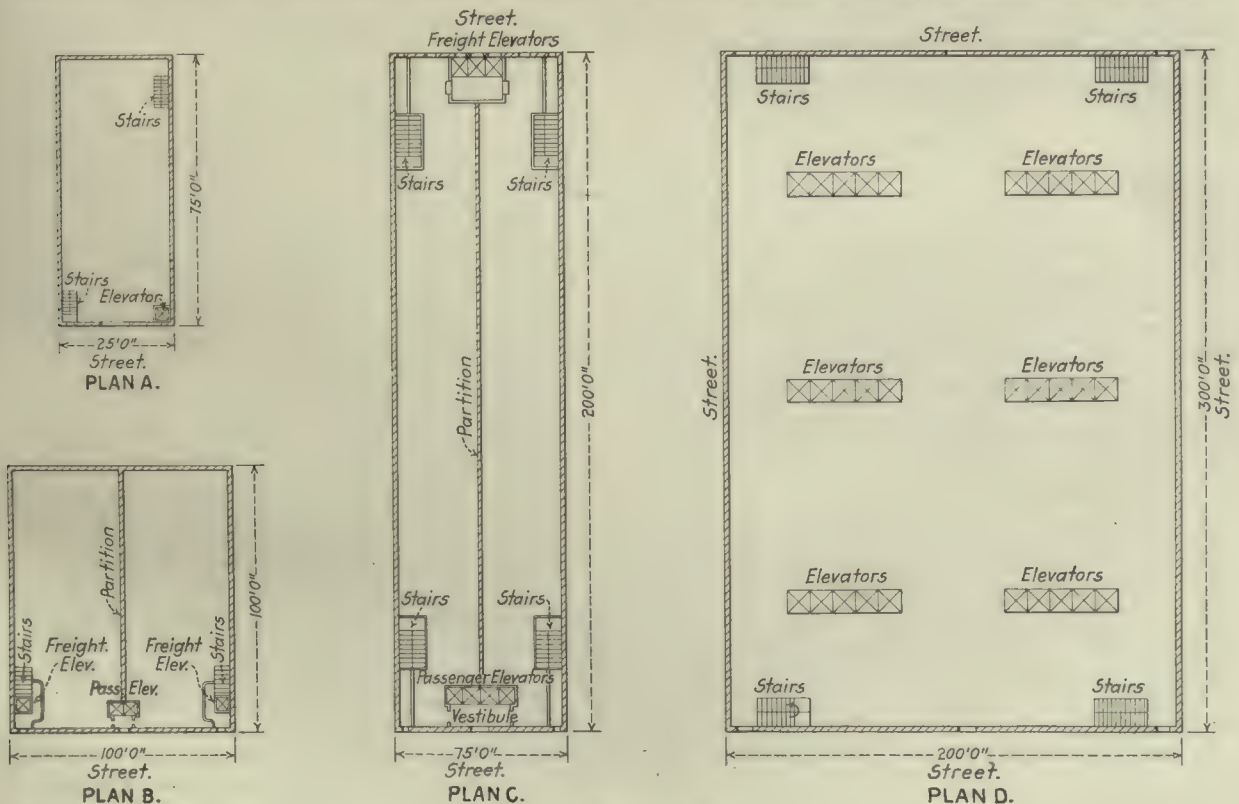 Stairs
75'0"
Stairs
Elevator
25'0"
Street.
PLAN A.
Partition
100'0"
Stairs
Freight.
Elev.
Freight
Elev.
Stairs
Pass. Elev.
100'0"
Street.
PLAN B.
Street.
Freight Elevators
Stairs
Stairs
200'0"
Partition
Stairs
Stairs
Passenger Elevators
Vestibule
75'0"
Street.
PLAN C.
Street.
Stairs
Stairs
Elevators
Elevators
Street.
Elevators
Elevators
300'0"
Street.
Elevators
Elevators
Stairs
Stairs
200'0"
Street.
PLAN D.